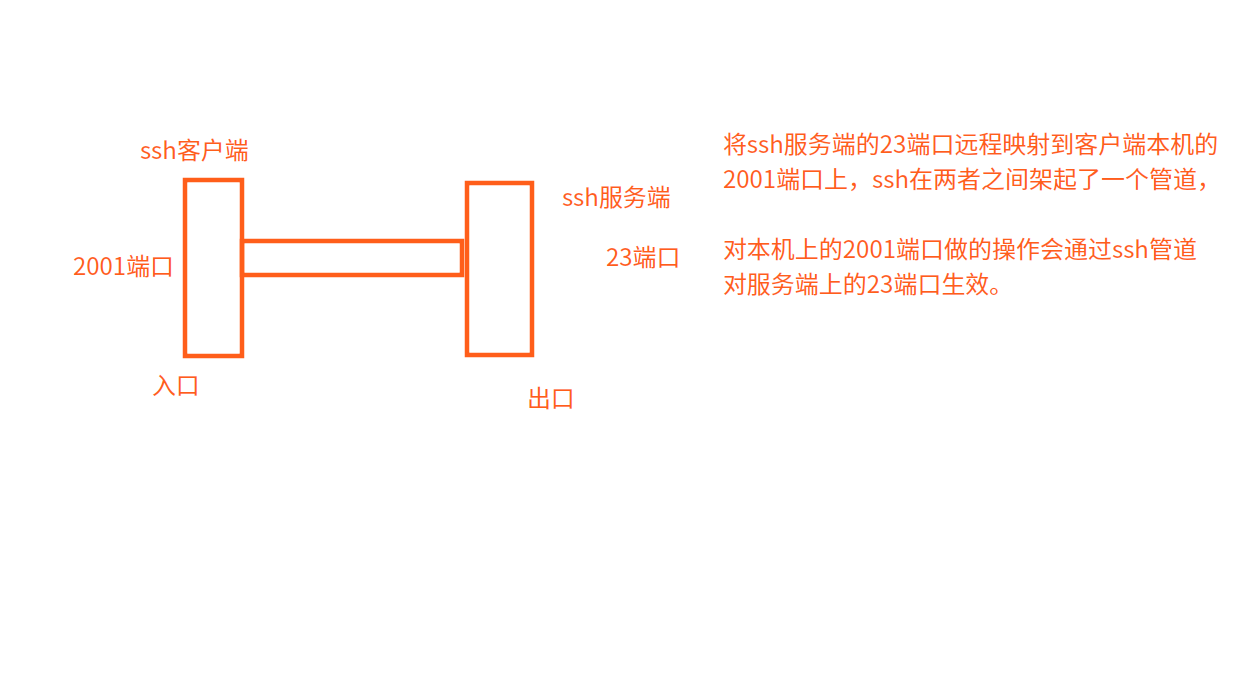 ssh客户端
2001端口
入口
ssh服务端
23端口
出口
将ssh服务端的23端口远程映射到客户端本机的
2001端口上，ssh在两者之间架起了一个管道，
对本机上的2001端口做的操作会通过ssh管道
对服务端上的23端口生效。